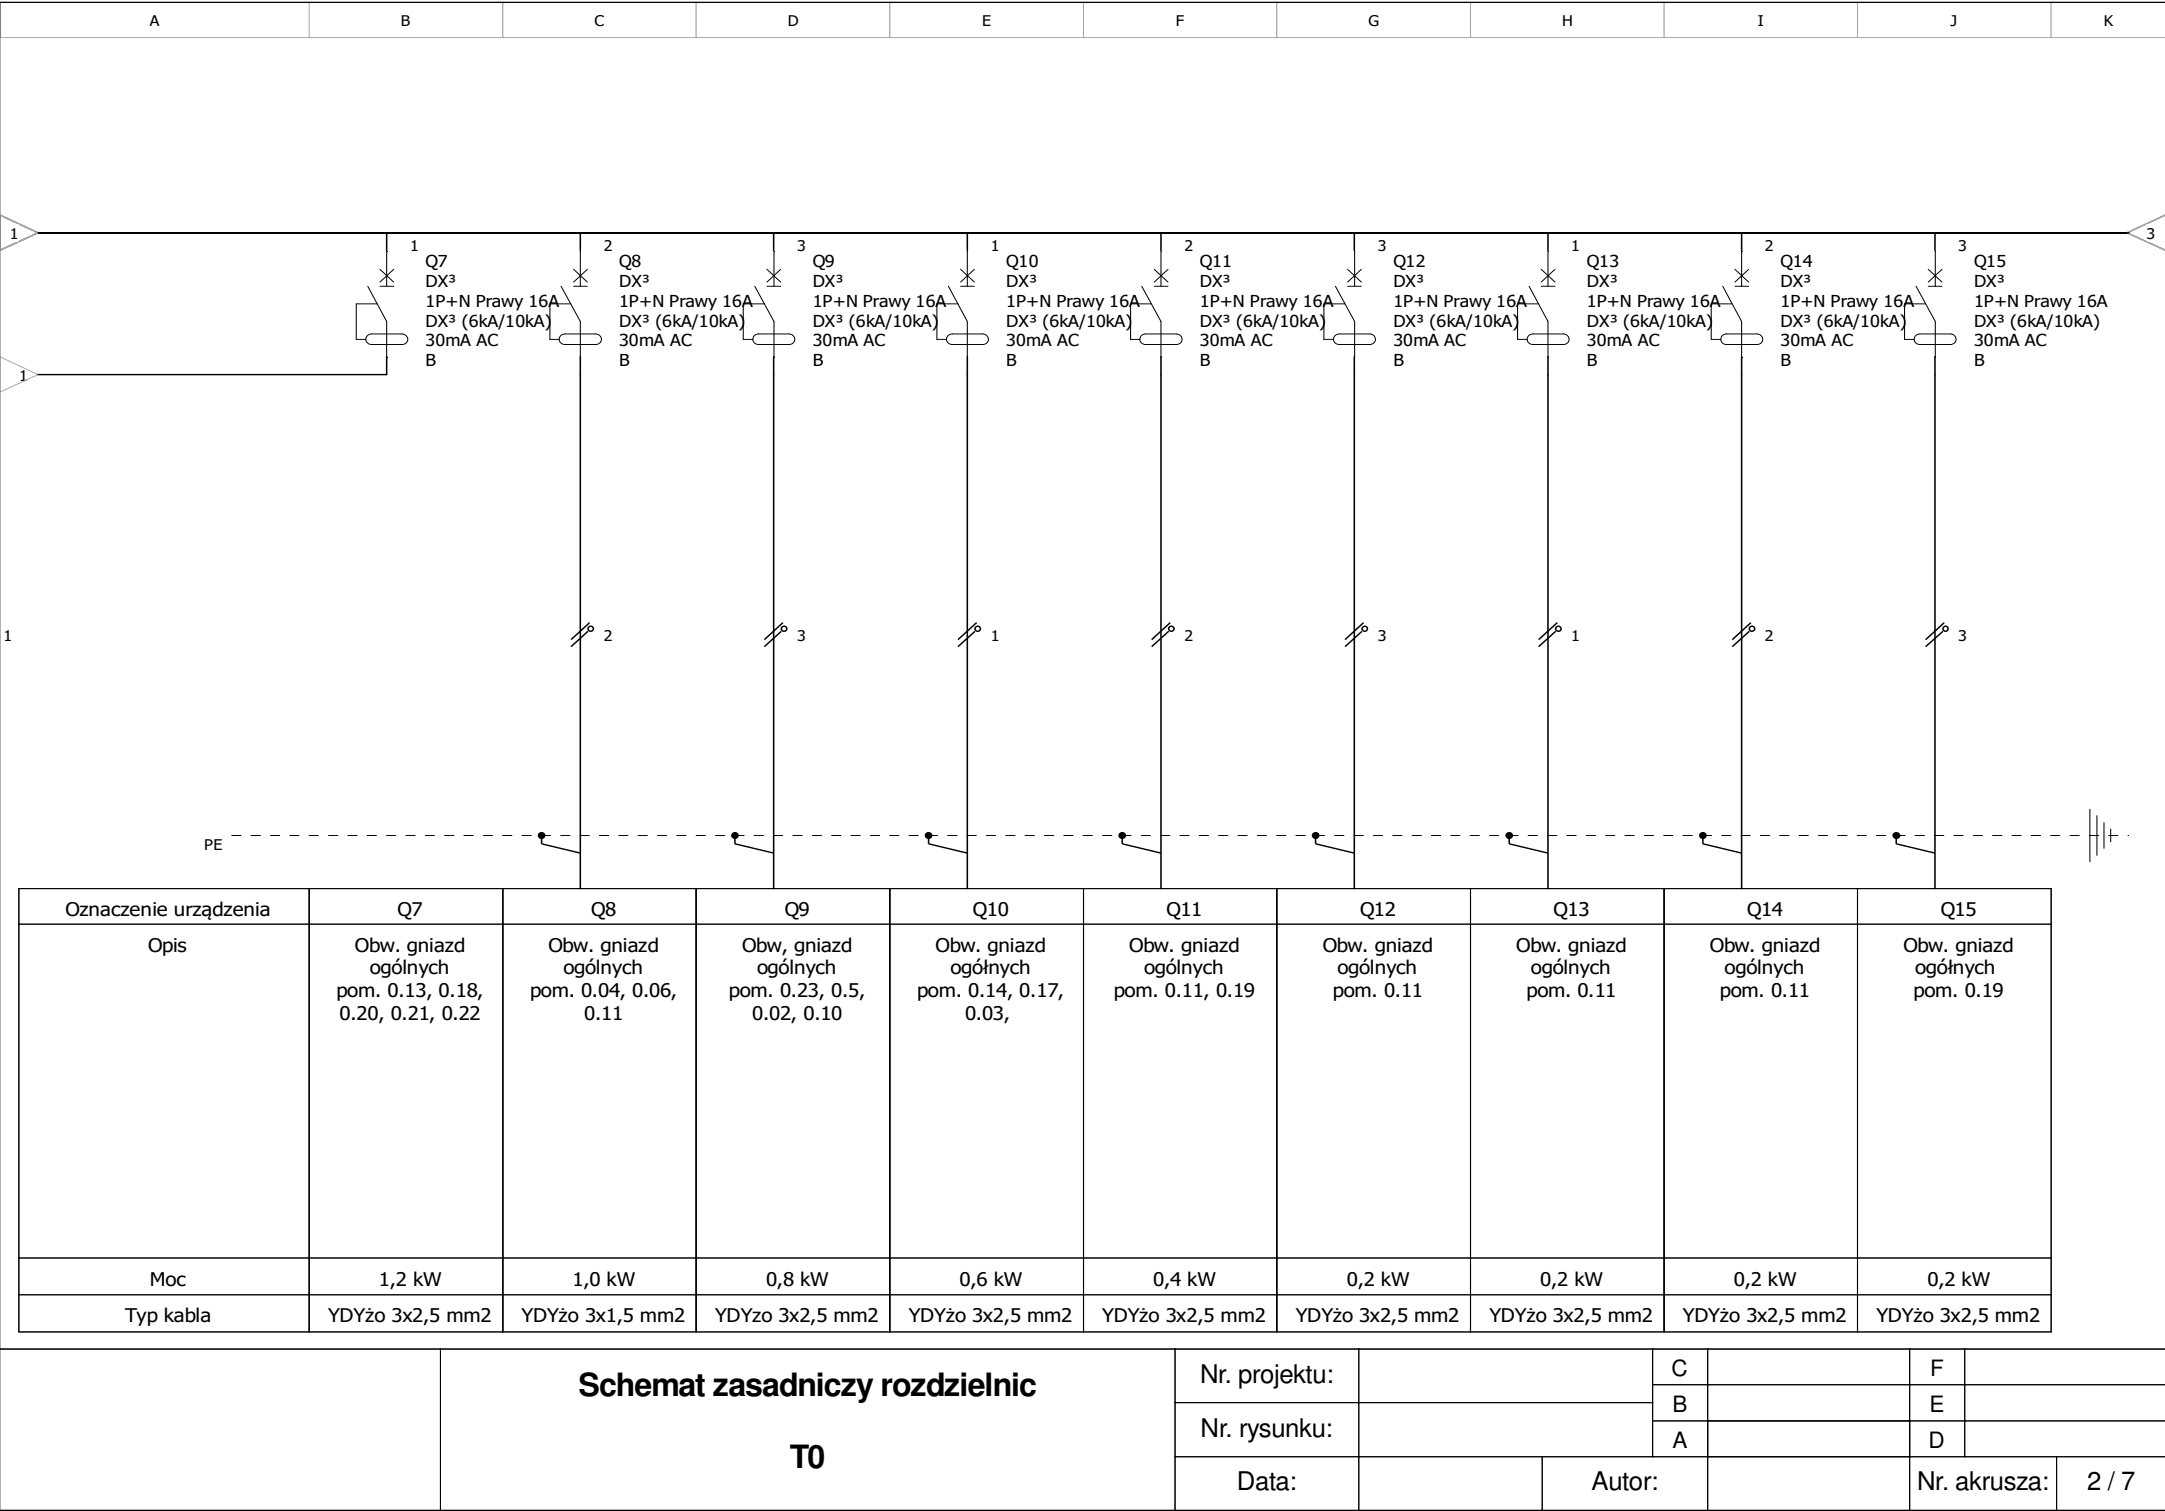 A B C D E F G H I J K
1 3
1 2 3 1 2 3 1 2 3
Q7
DX³
1P+N Prawy 16A
DX³ (6kA/10kA)
30mA AC
B
Q8
DX³
1P+N Prawy 16A
DX³ (6kA/10kA)
30mA AC
B
Q9
DX³
1P+N Prawy 16A
DX³ (6kA/10kA)
30mA AC
B
Q10
DX³
1P+N Prawy 16A
DX³ (6kA/10kA)
30mA AC
B
Q11
DX³
1P+N Prawy 16A
DX³ (6kA/10kA)
30mA AC
B
Q12
DX³
1P+N Prawy 16A
DX³ (6kA/10kA)
30mA AC
B
Q13
DX³
1P+N Prawy 16A
DX³ (6kA/10kA)
30mA AC
B
Q14
DX³
1P+N Prawy 16A
DX³ (6kA/10kA)
30mA AC
B
Q15
DX³
1P+N Prawy 16A
DX³ (6kA/10kA)
30mA AC
B
1
1 2 3 1 2 3 1 2 3
PE
Oznaczenie urządzenia Q7 Q8 Q9 Q10 Q11 Q12 Q13 Q14 Q15
Opis
Obw. gniazd
ogólnych
pom. 0.13, 0.18,
0.20, 0.21, 0.22
Obw. gniazd
ogólnych
pom. 0.04, 0.06,
0.11
Obw, gniazd
ogólnych
pom. 0.23, 0.5,
0.02, 0.10
Obw. gniazd
ogółnych
pom. 0.14, 0.17,
0.03,
Obw. gniazd
ogólnych
pom. 0.11, 0.19
Obw. gniazd
ogólnych
pom. 0.11
Obw. gniazd
ogólnych
pom. 0.11
Obw. gniazd
ogólnych
pom. 0.11
Obw. gniazd
ogółnych
pom. 0.19
Moc 1,2 kW 1,0 kW 0,8 kW 0,6 kW 0,4 kW 0,2 kW 0,2 kW 0,2 kW 0,2 kW
Typ kabla YDYżo 3x2,5 mm2 YDYżo 3x1,5 mm2 YDYzo 3x2,5 mm2 YDYżo 3x2,5 mm2 YDYżo 3x2,5 mm2 YDYżo 3x2,5 mm2 YDYżo 3x2,5 mm2 YDYżo 3x2,5 mm2 YDYżo 3x2,5 mm2
Schemat zasadniczy rozdzielnic
T0
Nr. projektu:
Nr. rysunku:
Data:
Autor:
C F
B E
A D
Nr. akrusza: 2 / 7